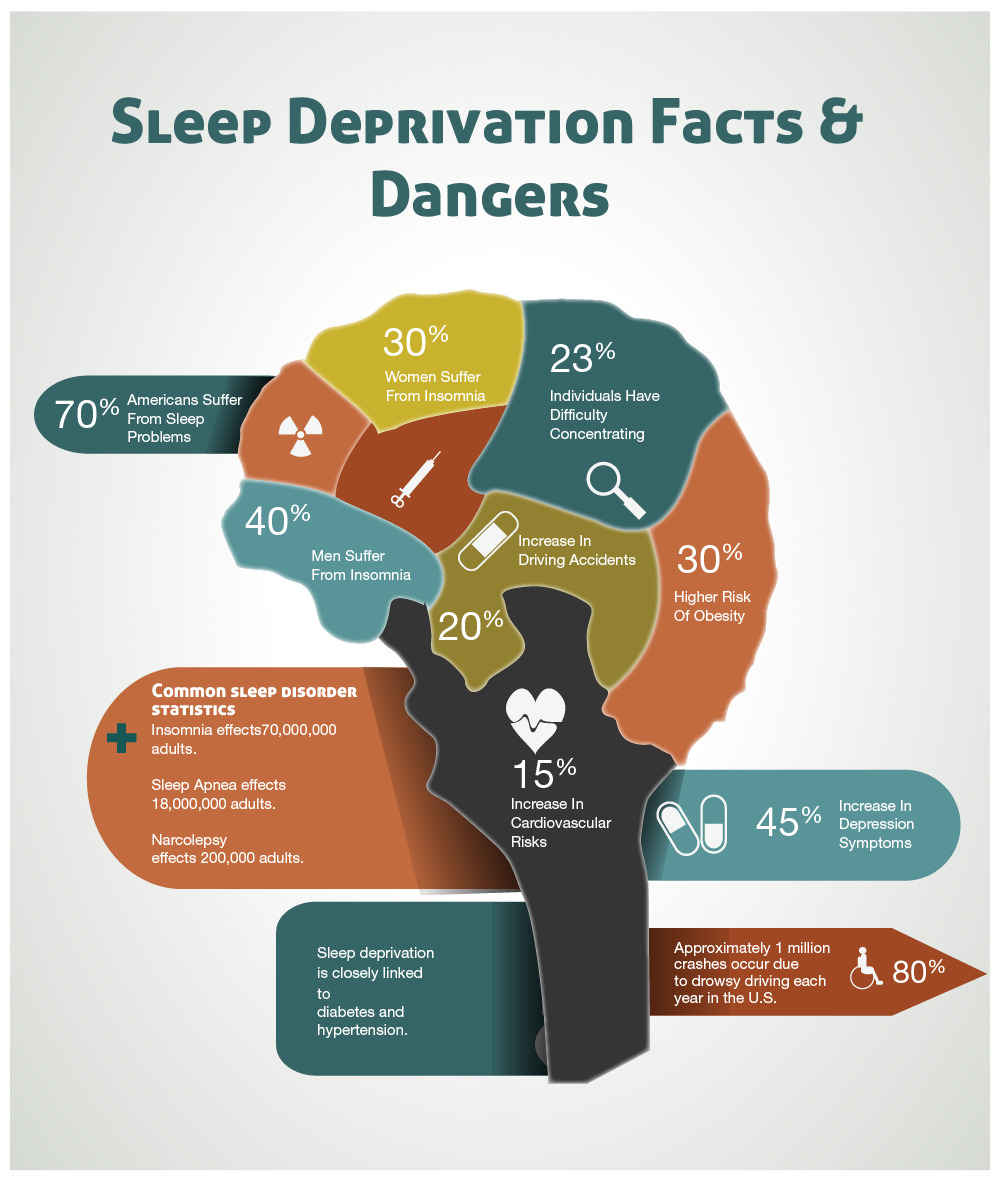 Sleep Deprivation Facts &
Dangers
30%
Women Suffer
From Insomnia
23%
Individuals Have
Difficulty
Concentrating
70%
Americans Suffer
From Sleep
Problems
40%
Men Suffer
From Insomnia
Increase In
Driving Accidents
20%
30%
Higher Risk
Of Obesity
Common sleep disorder
statistics
Insomnia effects70,000,000
adults.
Sleep Apnea effects
18,000,000 adults.
Narcolepsy
effects 200,000 adults.
15%
Increase In
Cardiovascular
Risks
45%
Increase In
Depression
Symptoms
Sleep deprivation
is closely linked
to
diabetes and
hypertension.
Approximately 1 million
crashes occur due
to drowsy driving each
year in the U.S.
80%